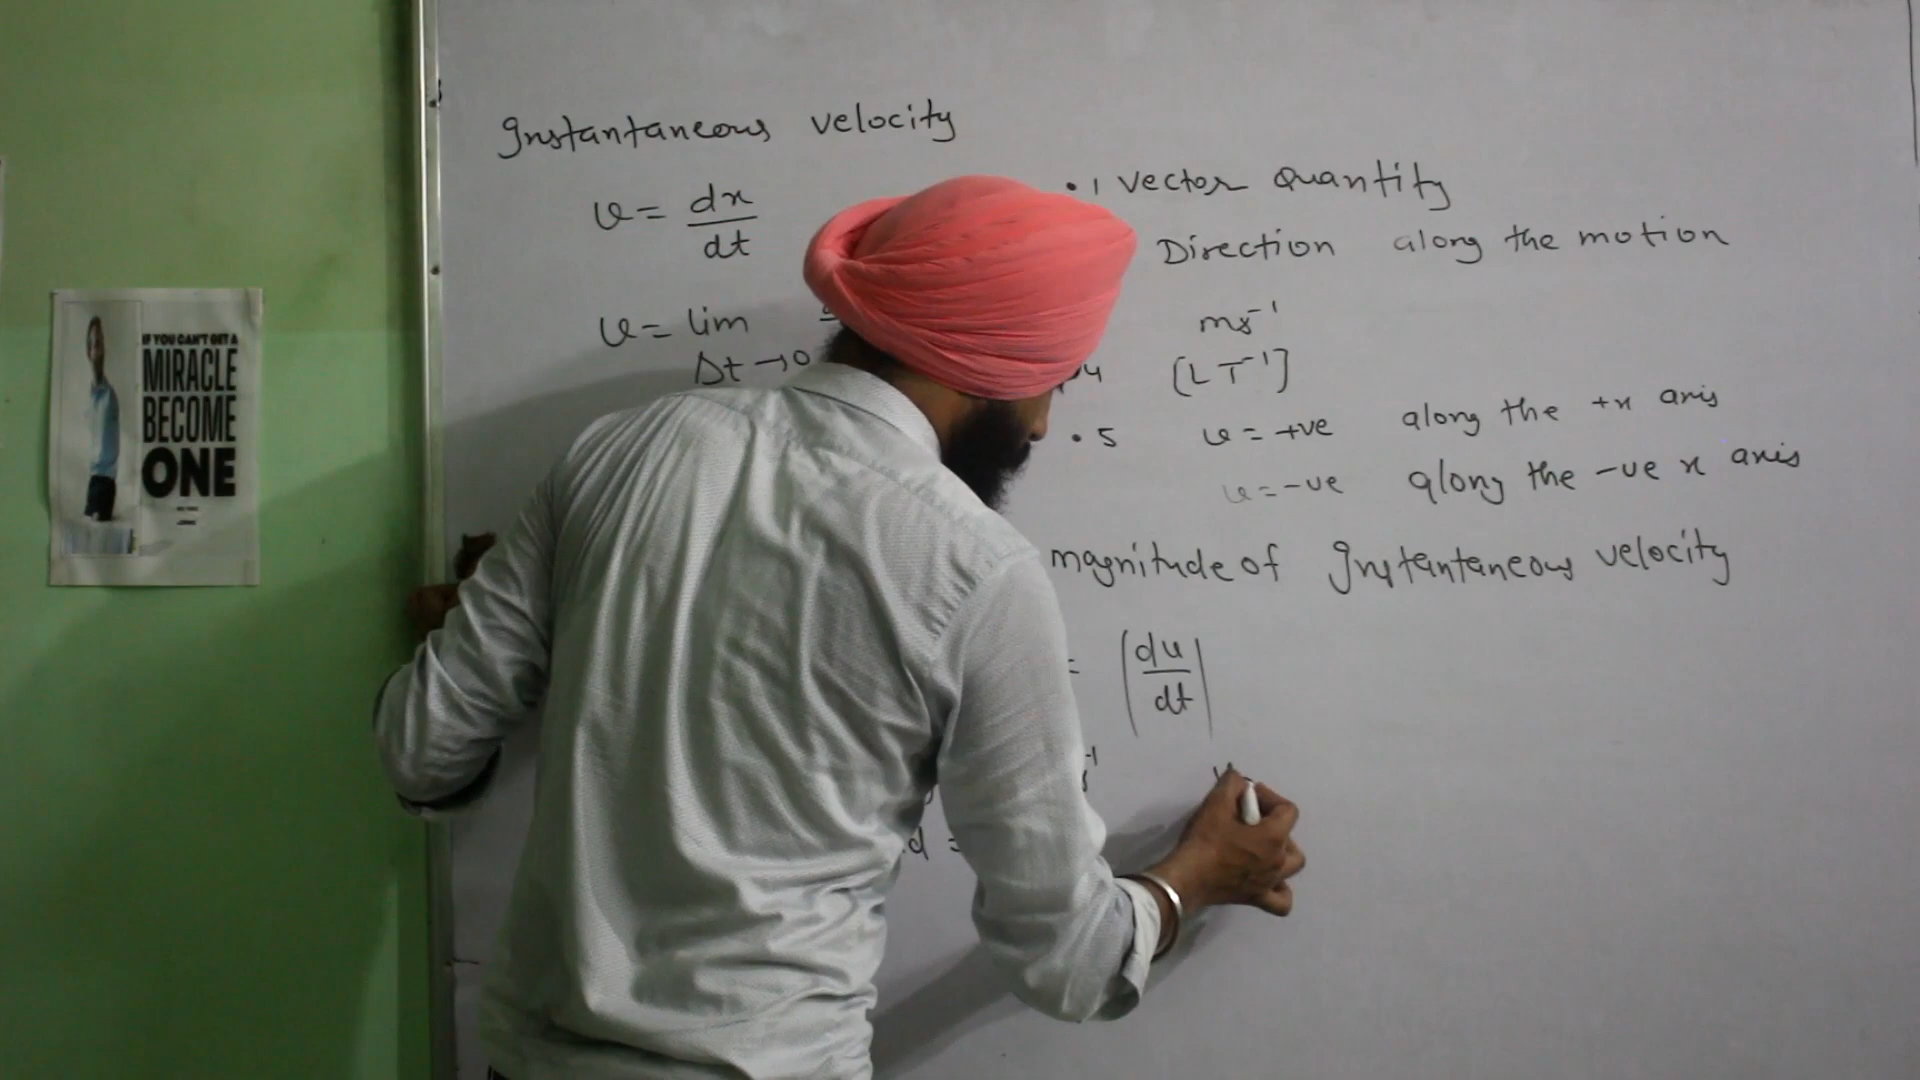 Instantaneous velocity
v = dx/dt
v = lim
Δt→0
• 1 Vector Quantity
Direction along the motion
ms⁻¹
4 [LT⁻¹]
• 5 v = +ve along the +x axis
v = -ve along the -ve x axis
magnitude of Instantaneous velocity
= |du/dt|
IF YOU CAN'T GET A
MIRACLE
BECOME
ONE